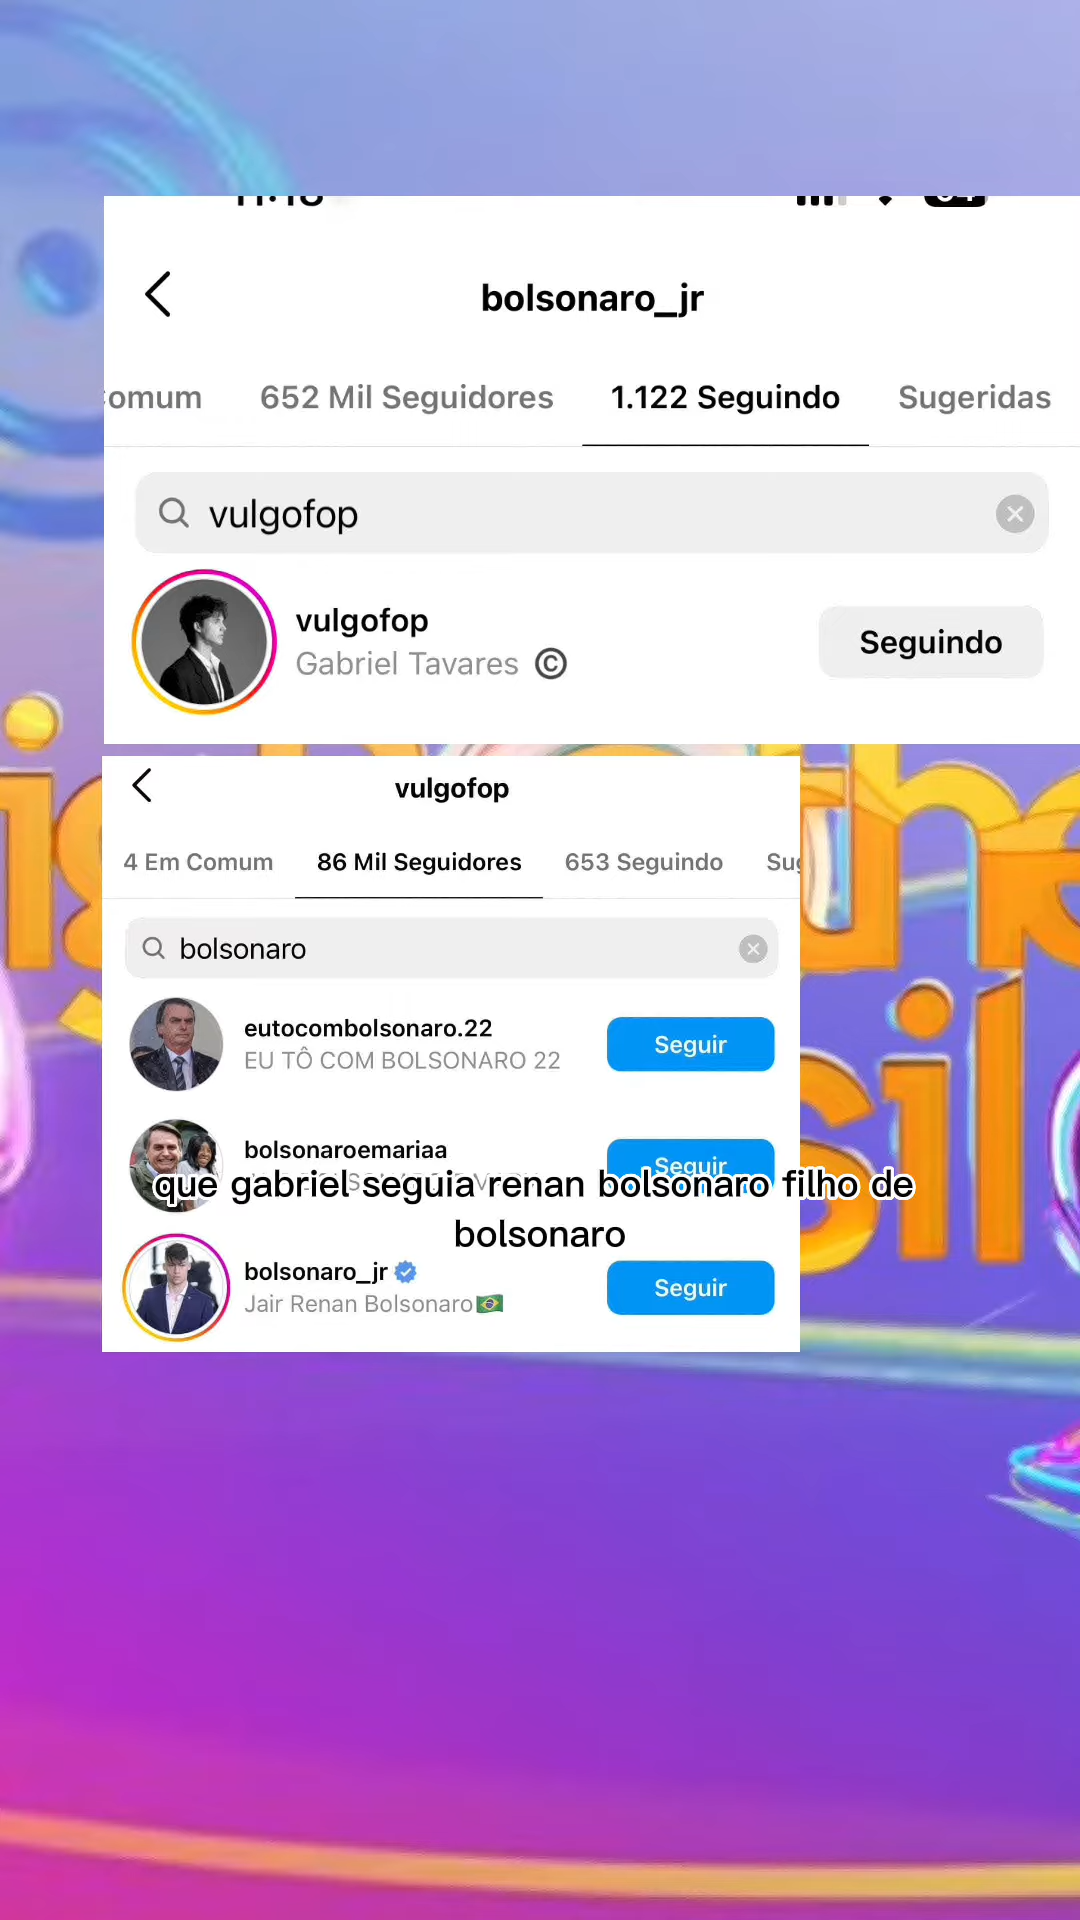 bolsonaro_jr
omum 652 Mil Seguidores 1.122 Seguindo Sugeridas
vulgofop
vulgofop
Gabriel Tavares ©
Seguindo
vulgofop
4 Em Comum 86 Mil Seguidores 653 Seguindo Sug
bolsonaro
eutocombolsonaro.22
EU TÔ COM BOLSONARO 22
Seguir
bolsonaroemariaa
Seguir
que gabriel seguia renan bolsonaro filho de
bolsonaro
bolsonaro_jr
Jair Renan Bolsonaro🇧🇷
Seguir